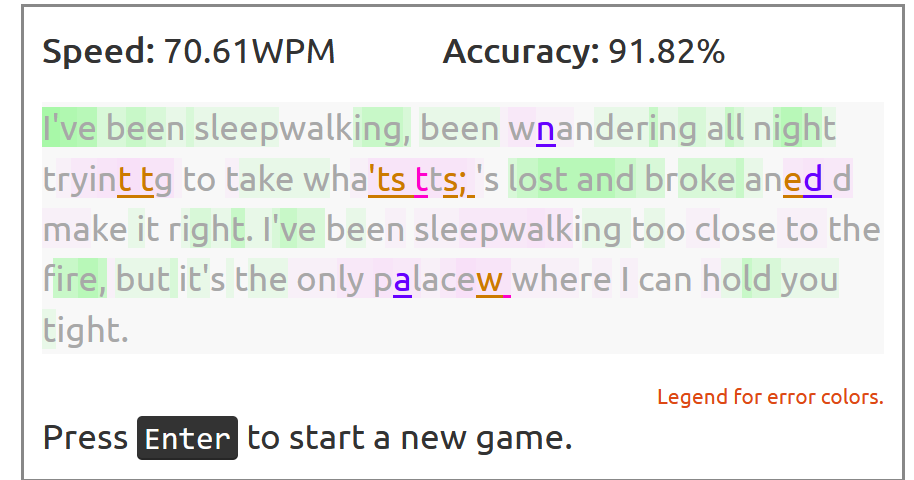 Speed: 70.61WPM Accuracy: 91.82%
I've been sleepwalking, been wnandering all night
tryint tg to take wha'ts tts; 's lost and broke aned d
make it right. I've been sleepwalking too close to the
fire, but it's the only palacew where I can hold you
tight.
Legend for error colors.
Press Enter to start a new game.